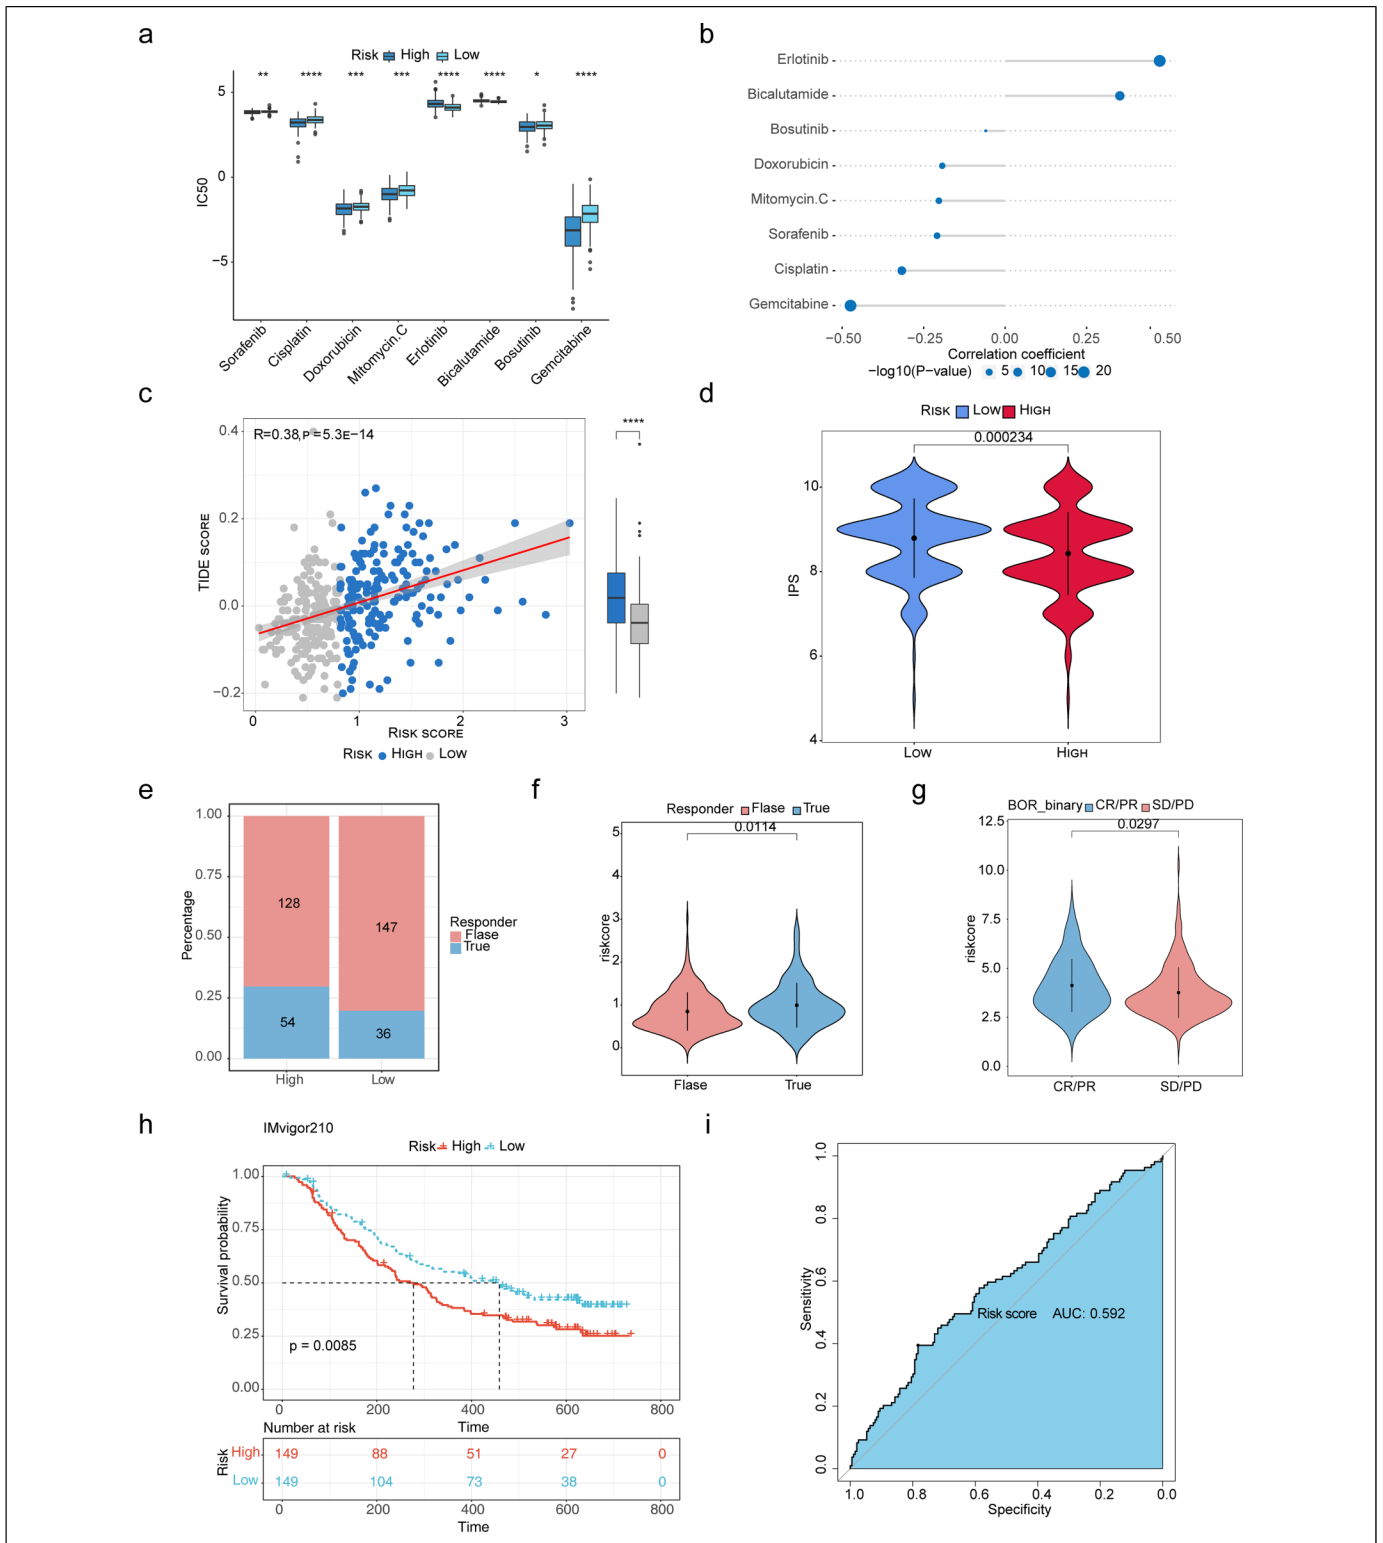 a
Risk High Low
** **** *** *** **** **** * ****
IC50
5
0
−5
Sorafenib
Cisplatin
Doxorubicin
Mitomycin.C
Erlotinib
Bicalutamide
Bosutinib
Gemcitabine
b
Erlotinib
Bicalutamide
Bosutinib
Doxorubicin
Mitomycin.C
Sorafenib
Cisplatin
Gemcitabine
−0.50 −0.25 0.00 0.25 0.50
Correlation coefficient
−log10(P−value) 5 10 15 20
c
R=0.38, P=5.3E−14
TIDE SCORE
0.4
0.2
0.0
−0.2
0 1 2 3
RISK SCORE
RISK HIGH LOW
****
d
RISK LOW HIGH
0.000234
IPS
10
8
6
4
LOW HIGH
e
Percentage
1.00
0.75
0.50
0.25
0.00
128
54
147
36
High Low
Responder
Flase
True
f
Responder Flase True
0.0114
riskcore
5
4
3
2
1
0
Flase True
g
BOR_binary CR/PR SD/PD
0.0297
riskcore
12.5
7.5
5.0
2.5
0.0
CR/PR SD/PD
h
IMvigor210
Risk High Low
Survival probability
1.00
0.75
0.50
0.25
0.00
p = 0.0085
0 200 400 600 800
Time
Number at risk
Risk
High 149 88 51 27 0
Low 149 104 73 38 0
0 200 400 600 800
Time
i
Sensitivity
1.0
0.8
0.6
0.4
0.2
0.0
Risk score AUC: 0.592
1.0 0.8 0.6 0.4 0.2 0.0
Specificity